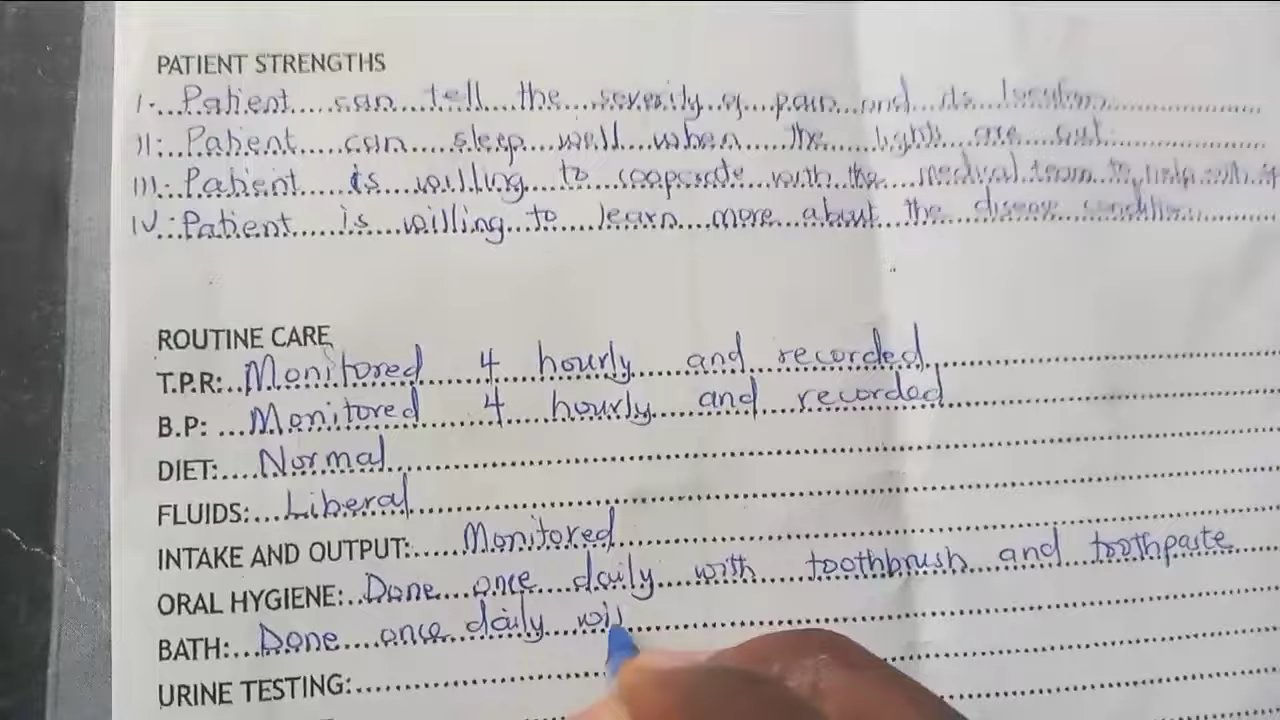 PATIENT STRENGTHS
I. Patient can tell the severity of pain and its location
II: Patient can sleep well when the lights are out
III: Patient is willing to cooperate with the medical team to
IV: Patient is willing to learn more about the disease condition
ROUTINE CARE
T.P.R: Monitored 4 hourly and recorded
B.P: Monitored 4 hourly and recorded
DIET: Normal
FLUIDS: Liberal
INTAKE AND OUTPUT: Monitored
ORAL HYGIENE: Done once daily with toothbrush and toothpaste
BATH: Done once daily wi
URINE TESTING: